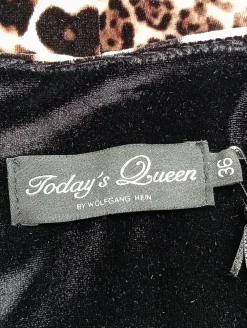 Today's Queen
BY WOLFGANG HEIN
36